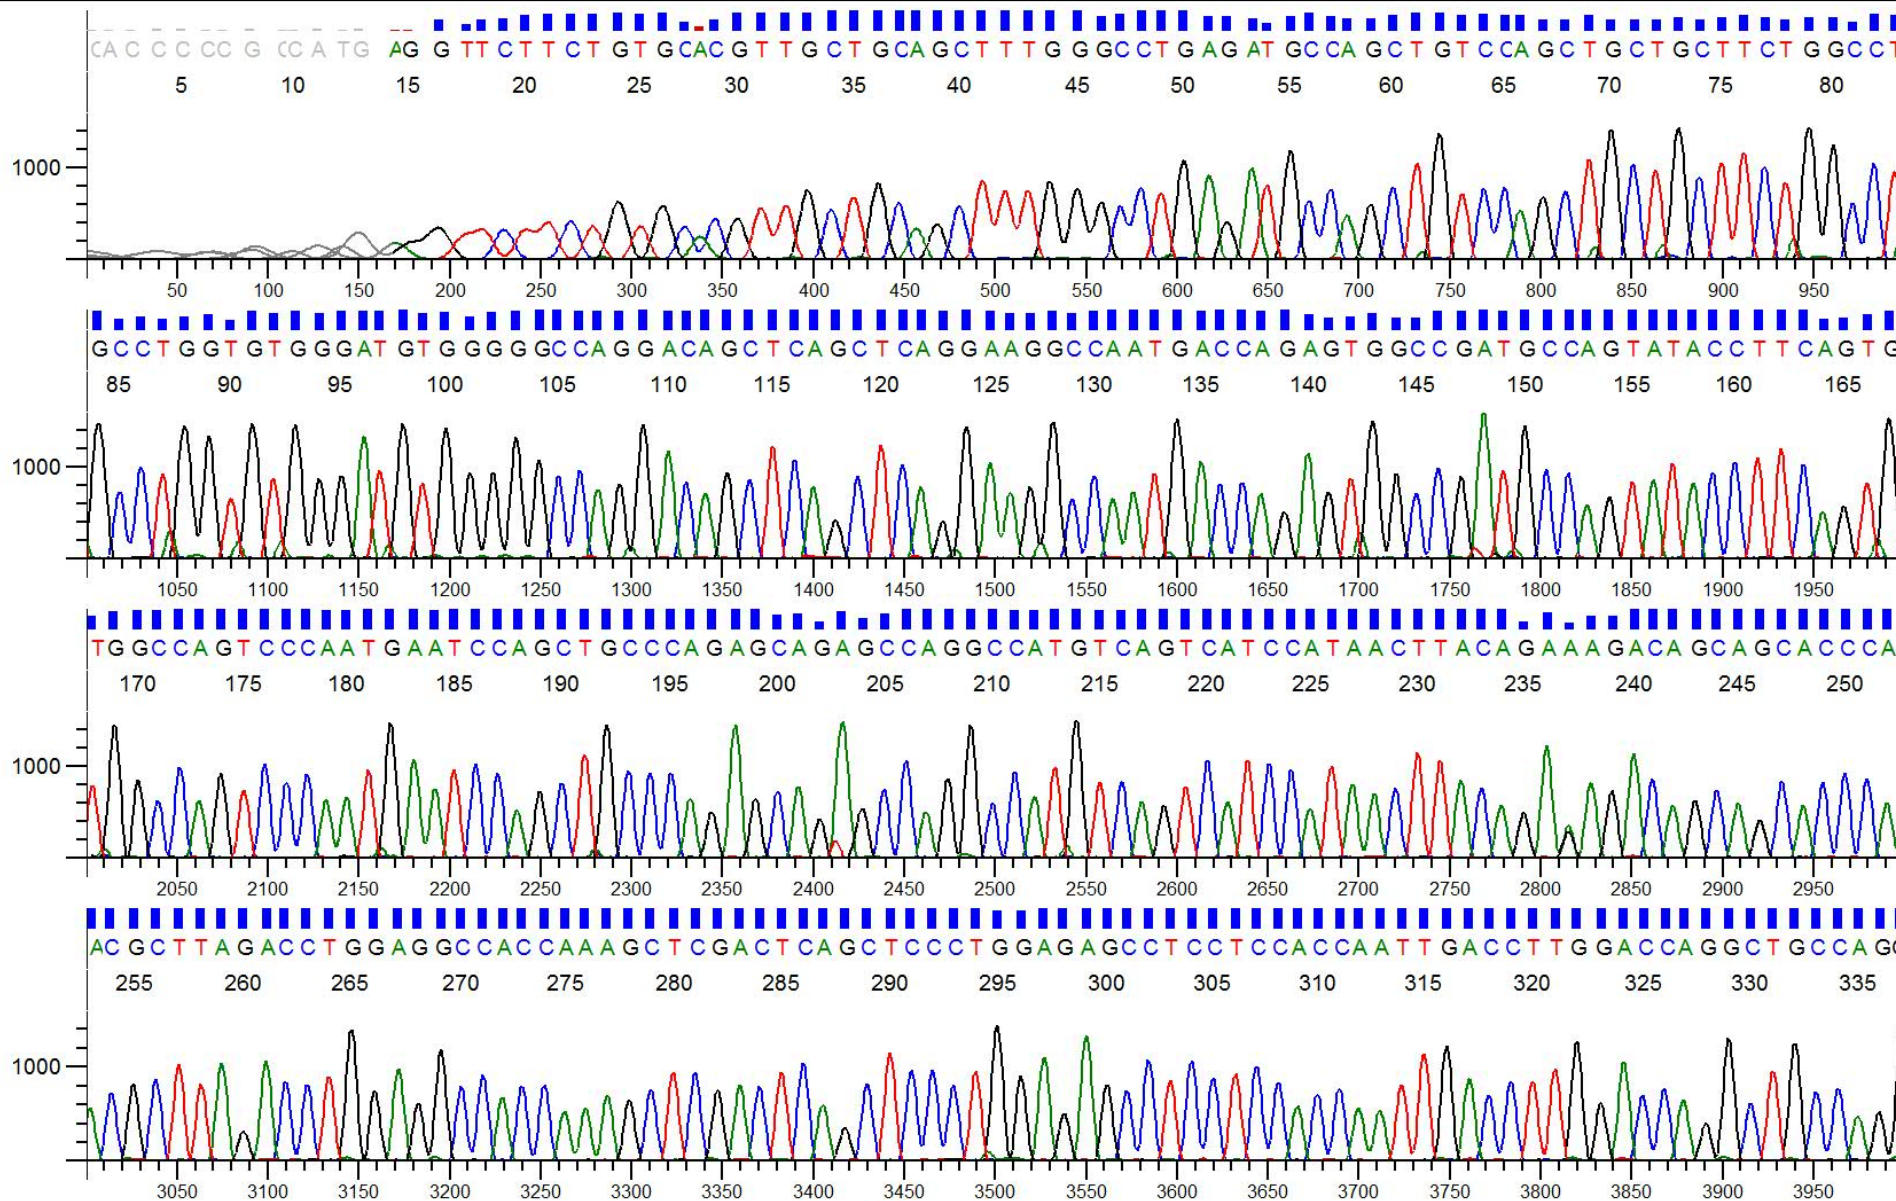 CACCCCCGCCATGAGGTTCTTCTGTGCACGTTGCTGCAGCTTTGGGCCTGAGATGCCAGCTGTCCAGCTGCTGCTTCTGGCCT
5 10 15 20 25 30 35 40 45 50 55 60 65 70 75 80
1000
50 100 150 200 250 300 350 400 450 500 550 600 650 700 750 800 850 900 950
GCCTGGTGTGGGATGTGGGGGCCAGGACAGCTCAGCTCAGGAAGGCCAATGACCAGAGTGGCCGATGCCAGTATACCTTCAGTG
85 90 95 100 105 110 115 120 125 130 135 140 145 150 155 160 165
1000
1050 1100 1150 1200 1250 1300 1350 1400 1450 1500 1550 1600 1650 1700 1750 1800 1850 1900 1950
TGGCCAGTCCCAATGAATCCAGCTGCCCAGAGCAGAGCCAGGCCATGTCAGTCATCCATAACTTACAGAAAGACAGCAGCACCCA
170 175 180 185 190 195 200 205 210 215 220 225 230 235 240 245 250
1000
2050 2100 2150 2200 2250 2300 2350 2400 2450 2500 2550 2600 2650 2700 2750 2800 2850 2900 2950
ACGCTTAGACCTGGAGGCCACCAAAGCTCGACTCAGCTCCCTGGAGAGCCTCCTCCACCAATTGACCTTGGACCAGGCTGCCAG
255 260 265 270 275 280 285 290 295 300 305 310 315 320 325 330 335
1000
3050 3100 3150 3200 3250 3300 3350 3400 3450 3500 3550 3600 3650 3700 3750 3800 3850 3900 3950